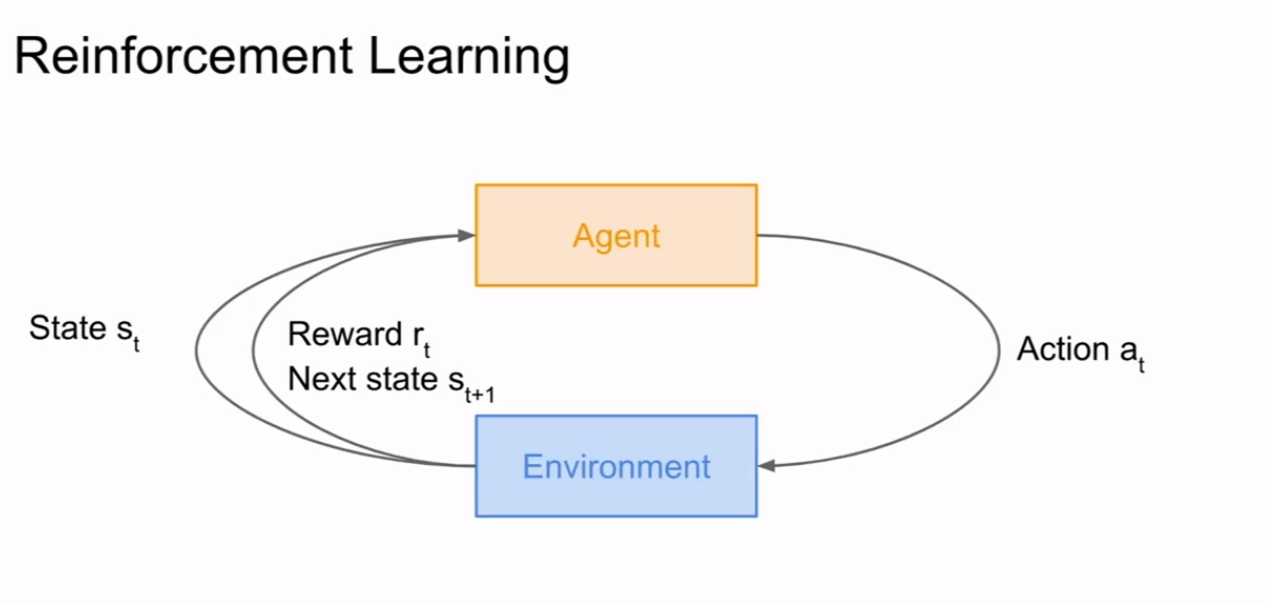 Reinforcement Learning
Agent
State s_t
Reward r_t
Next state s_t+1
Action a_t
Environment